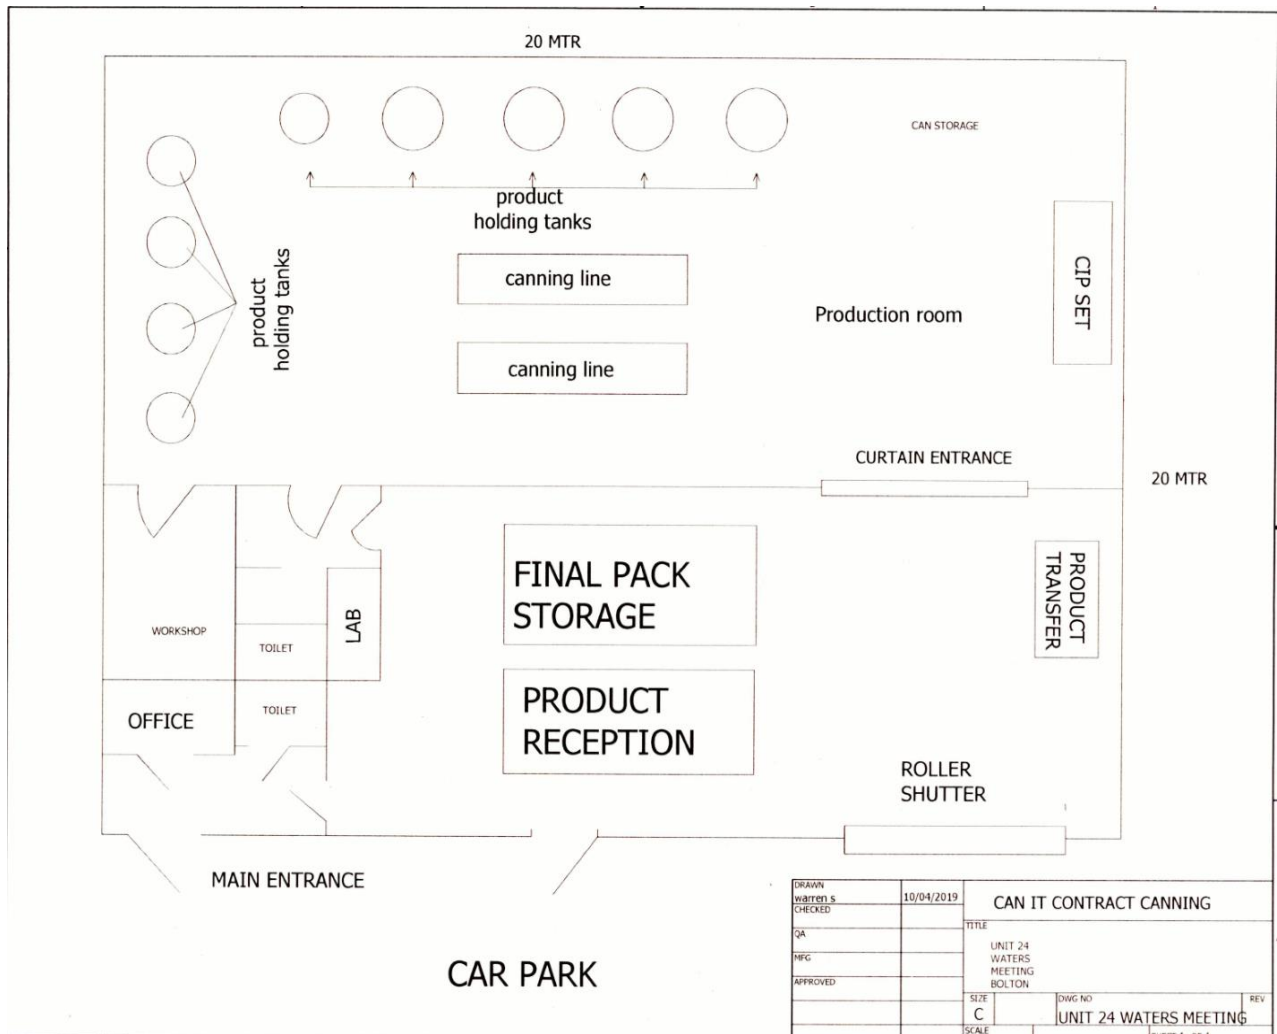 20 MTR
CAN STORAGE
product
holding tanks
product
holding tanks
canning line
canning line
Production room
CIP SET
CURTAIN ENTRANCE
20 MTR
WORKSHOP
TOILET
LAB
FINAL PACK
STORAGE
PRODUCT
TRANSFER
OFFICE
TOILET
PRODUCT
RECEPTION
ROLLER
SHUTTER
MAIN ENTRANCE
CAR PARK
DRAWN
warren s
10/04/2019
CAN IT CONTRACT CANNING
CHECKED
TITLE
QA
UNIT 24
WATERS
MEETING
BOLTON
MFG
APPROVED
SIZE
C
DWG NO
UNIT 24 WATERS MEETING
REV
SCALE